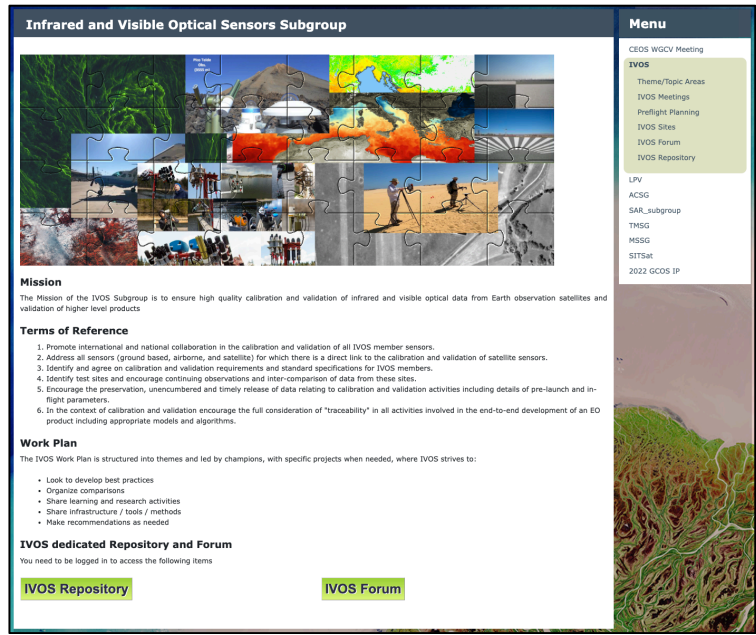 Infrared and Visible Optical Sensors Subgroup
Mission
The Mission of the IVOS Subgroup is to ensure high quality calibration and validation of infrared and visible optical data from Earth observation satellites and
validation of higher level products
Terms of Reference
1. Promote international and national collaboration in the calibration and validation of all IVOS member sensors.
2. Address all sensors (ground based, airborne, and satellite) for which there is a direct link to the calibration and validation of satellite sensors.
3. Identify and agree on calibration and validation requirements and standard specifications for IVOS members.
4. Identify test sites and encourage continuing observations and inter-comparison of data from these sites.
5. Encourage the preservation, unencumbered and timely release of data relating to calibration and validation activities including details of pre-launch and in-
flight parameters.
6. In the context of calibration and validation encourage the full consideration of "traceability" in all activities involved in the end-to-end development of an EO
product including appropriate models and algorithms.
Work Plan
The IVOS Work Plan is structured into themes and led by champions, with specific projects when needed, where IVOS strives to:
• Look to develop best practices
• Organize comparisons
• Share learning and research activities
• Share infrastructure / tools / methods
• Make recommendations as needed
IVOS dedicated Repository and Forum
You need to be logged in to access the following items
IVOS Repository
IVOS Forum
Menu
CEOS WGCV Meeting
IVOS
Theme/Topic Areas
IVOS Meetings
Preflight Planning
IVOS Sites
IVOS Forum
IVOS Repository
LPV
ACSG
SAR_subgroup
TMSG
MSSG
SITSat
2022 GCOS IP